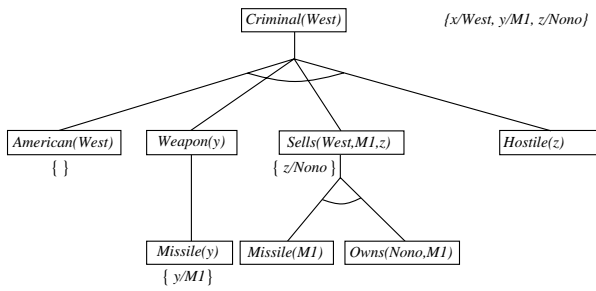 Criminal(West)
{x/West, y/M1, z/Nono}
American(West)
Weapon(y)
Sells(West,M1,z)
Hostile(z)
{ }
{ z/Nono }
Missile(y)
Missile(M1)
Owns(Nono,M1)
{ y/M1 }